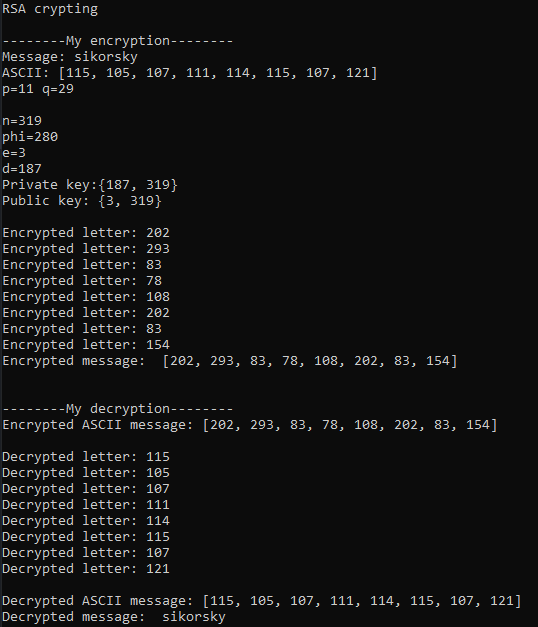 RSA crypting
--------My encryption--------
Message: sikorsky
ASCII: [115, 105, 107, 111, 114, 115, 107, 121]
p=11 q=29
n=319
phi=280
e=3
d=187
Private key:{187, 319}
Public key: {3, 319}
Encrypted letter: 202
Encrypted letter: 293
Encrypted letter: 83
Encrypted letter: 78
Encrypted letter: 108
Encrypted letter: 202
Encrypted letter: 83
Encrypted letter: 154
Encrypted message:  [202, 293, 83, 78, 108, 202, 83, 154]
--------My decryption--------
Encrypted ASCII message: [202, 293, 83, 78, 108, 202, 83, 154]
Decrypted letter: 115
Decrypted letter: 105
Decrypted letter: 107
Decrypted letter: 111
Decrypted letter: 114
Decrypted letter: 115
Decrypted letter: 107
Decrypted letter: 121
Decrypted ASCII message: [115, 105, 107, 111, 114, 115, 107, 121]
Decrypted message:  sikorsky